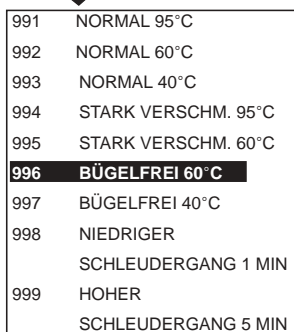 991 NORMAL 95°C
992 NORMAL 60°C
993 NORMAL 40°C
994 STARK VERSCHM. 95°C
995 STARK VERSCHM. 60°C
996 BÜGELFREI 60°C
997 BÜGELFREI 40°C
998 NIEDRIGER
SCHLEUDERGANG 1 MIN
999 HOHER
SCHLEUDERGANG 5 MIN